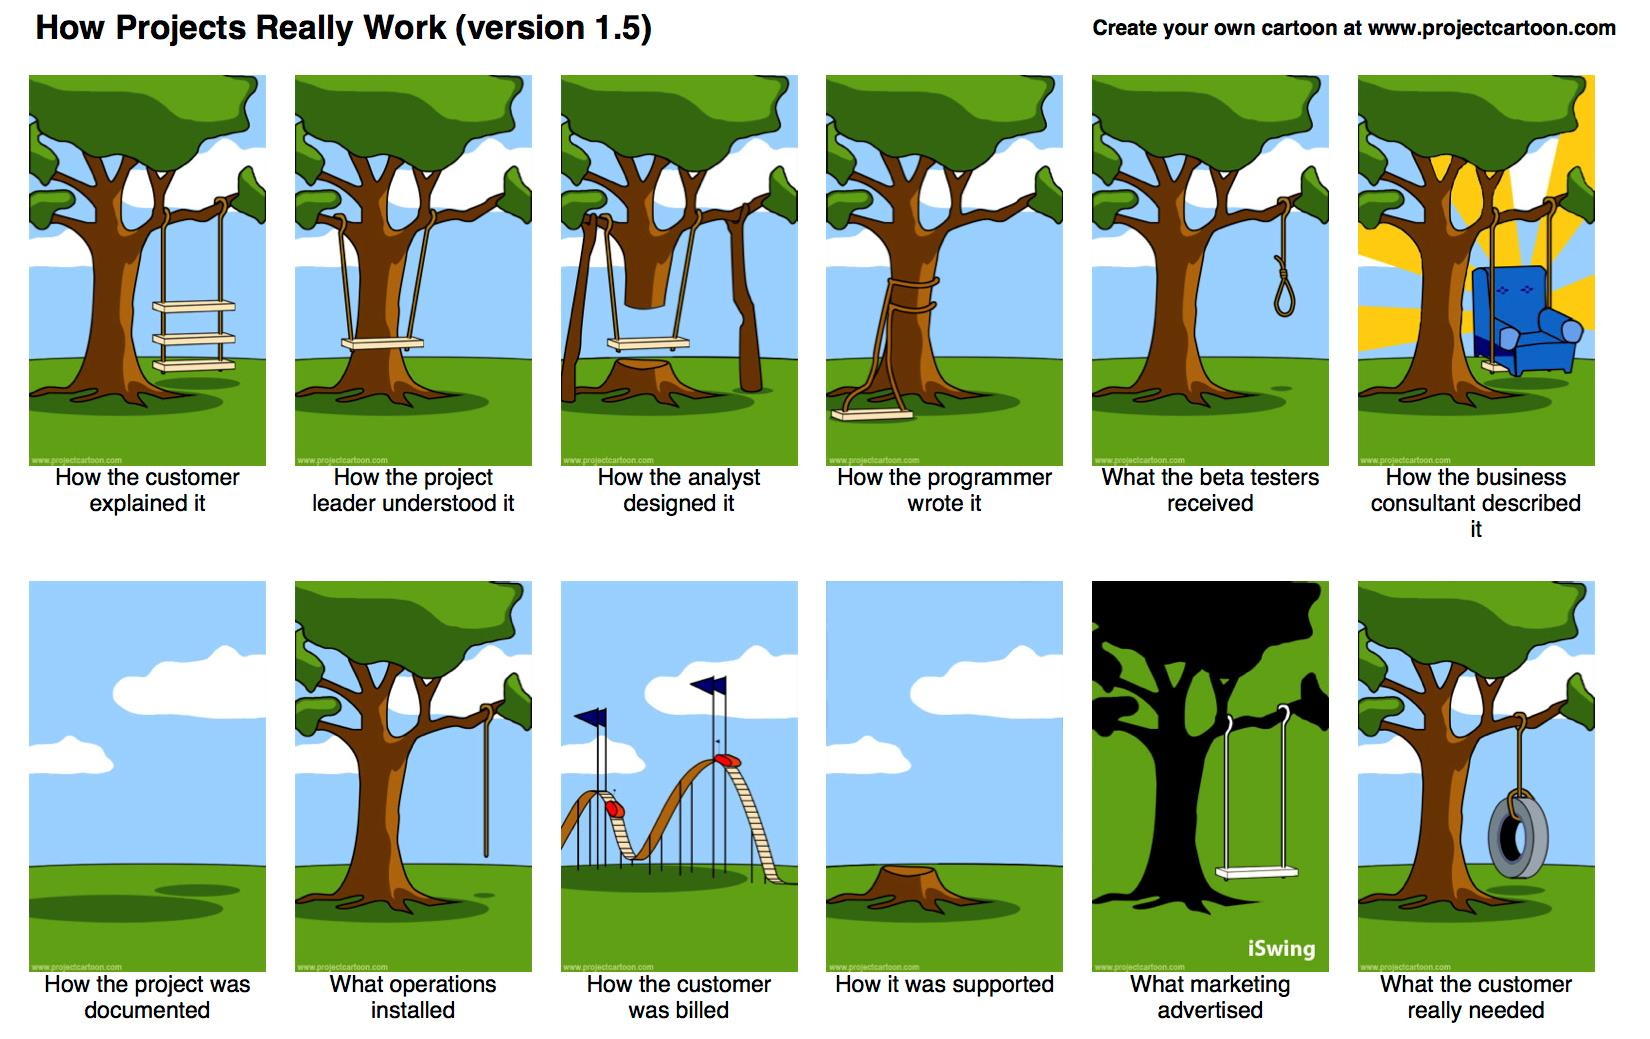 How Projects Really Work (version 1.5)
Create your own cartoon at www.projectcartoon.com
www.projectcartoon.com
www.projectcartoon.com
www.projectcartoon.com
www.projectcartoon.com
www.projectcartoon.com
www.projectcartoon.com
How the customer
explained it
How the project
leader understood it
How the analyst
designed it
How the programmer
wrote it
What the beta testers
received
How the business
consultant described
it
iSwing
www.projectcartoon.com
www.projectcartoon.com
www.projectcartoon.com
www.projectcartoon.com
www.projectcartoon.com
www.projectcartoon.com
How the project was
documented
What operations
installed
How the customer
was billed
How it was supported
What marketing
advertised
What the customer
really needed